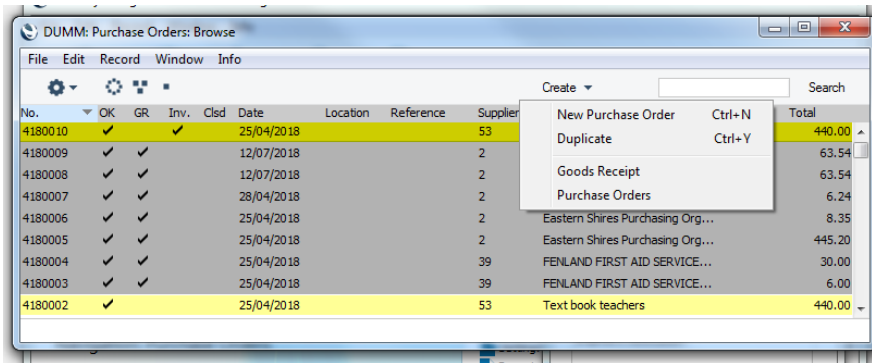 DUMM: Purchase Orders: Browse
File Edit Record Window Info
Create Search
No. OK GR Inv. Clsd Date Location Reference Supplier Total
New Purchase Order Ctrl+N
Duplicate Ctrl+Y
Goods Receipt
Purchase Orders
4180010 25/04/2018 53 440.00
4180009 12/07/2018 2 63.54
4180008 12/07/2018 2 63.54
4180007 28/04/2018 2 6.24
4180006 25/04/2018 2 Eastern Shires Purchasing Org... 8.35
4180005 25/04/2018 2 Eastern Shires Purchasing Org... 445.20
4180004 25/04/2018 39 FENLAND FIRST AID SERVICE... 30.00
4180003 25/04/2018 39 FENLAND FIRST AID SERVICE... 6.00
4180002 25/04/2018 53 Text book teachers 440.00